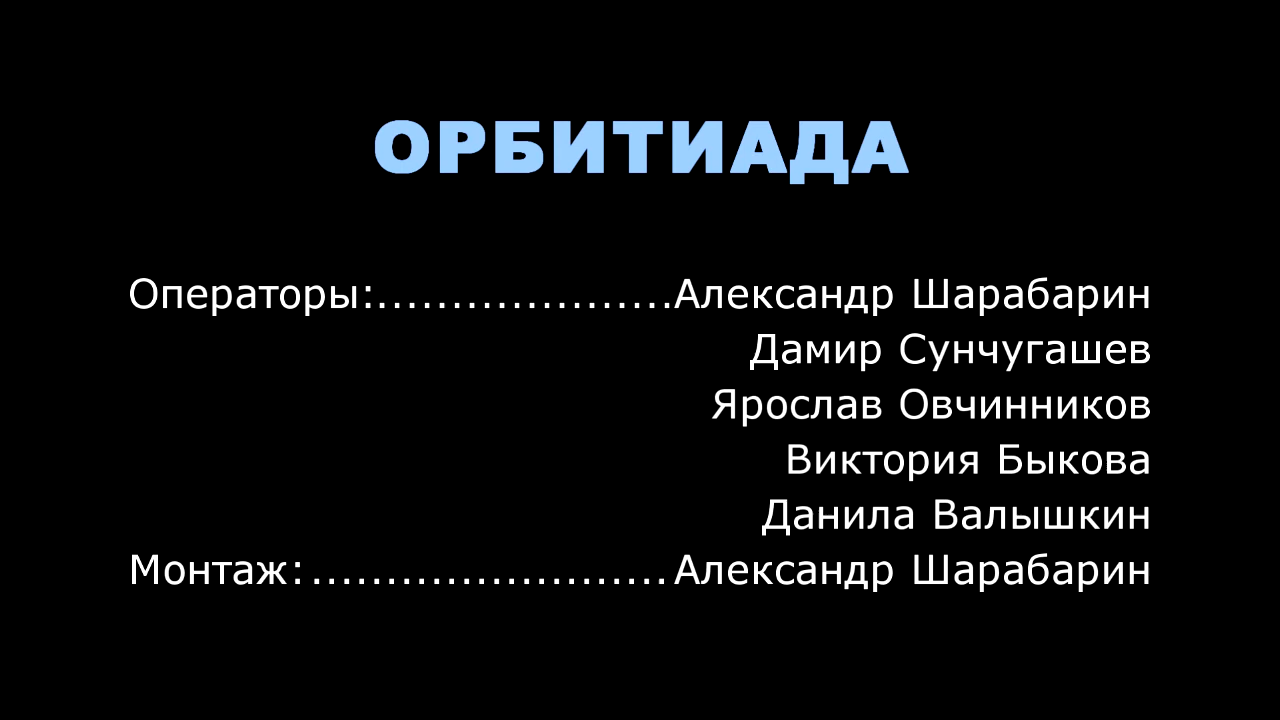 ОРБИТИАДА
Операторы:....................Александр Шарабарин
Дамир Сунчугашев
Ярослав Овчинников
Виктория Быкова
Данила Валышкин
Монтаж:........................Александр Шарабарин